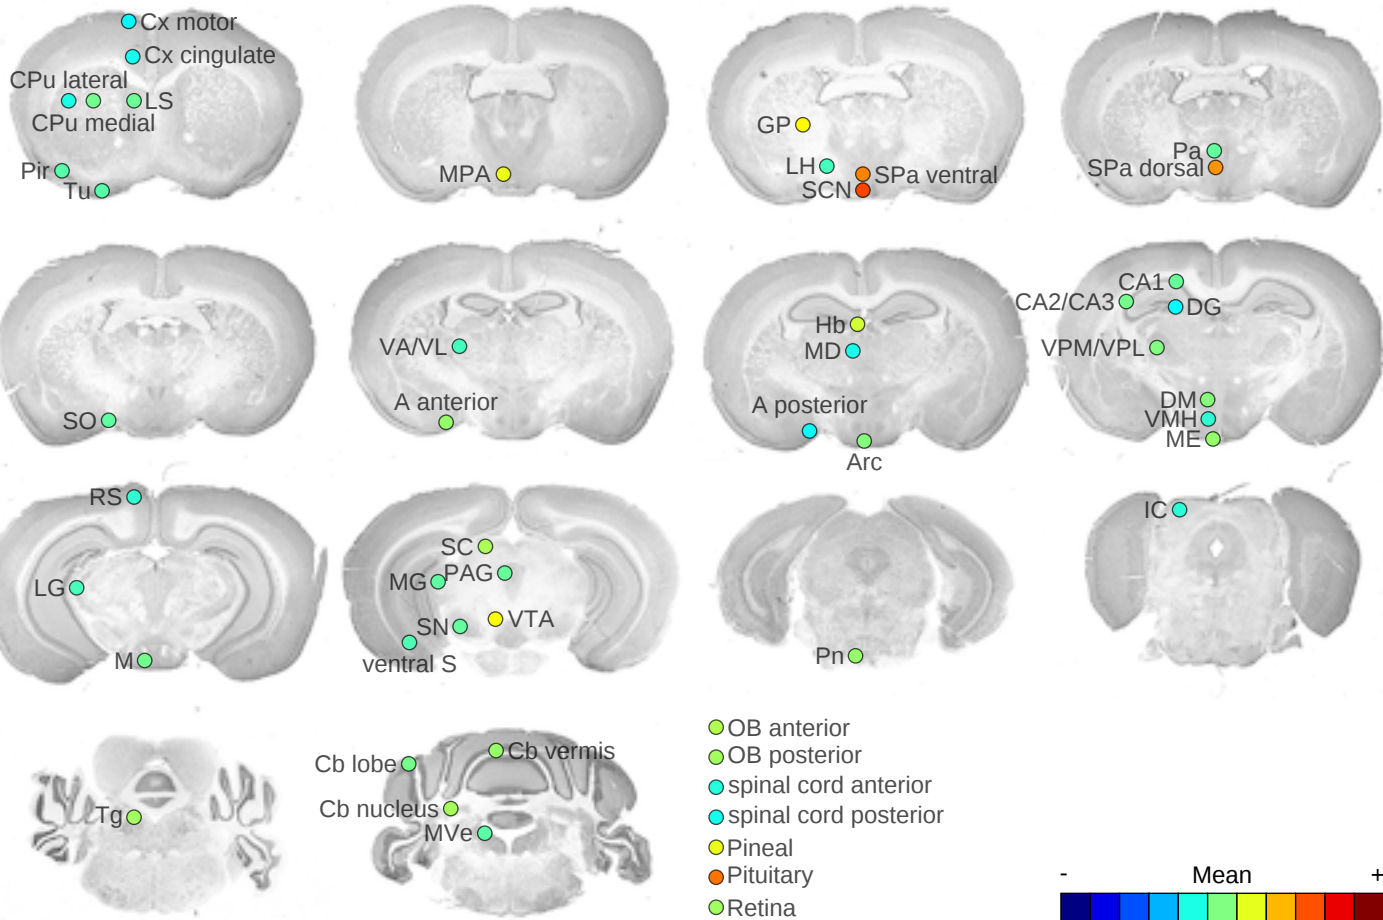 Cx motor
Cx cingulate
CPu lateral
LS
CPu medial
Pir
Tu
MPA
GP
LH
SPa ventral
SCN
Pa
SPa dorsal
SO
VA/VL
A anterior
Hb
MD
A posterior
Arc
CA1
CA2/CA3
DG
VPM/VPL
DM
VMH
ME
RS
LG
M
SC
PAG
MG
VTA
SN
ventral S
Pn
IC
Tg
Cb lobe
Cb vermis
Cb nucleus
MVe
OB anterior
OB posterior
spinal cord anterior
spinal cord posterior
Pineal
Pituitary
Retina
- Mean +